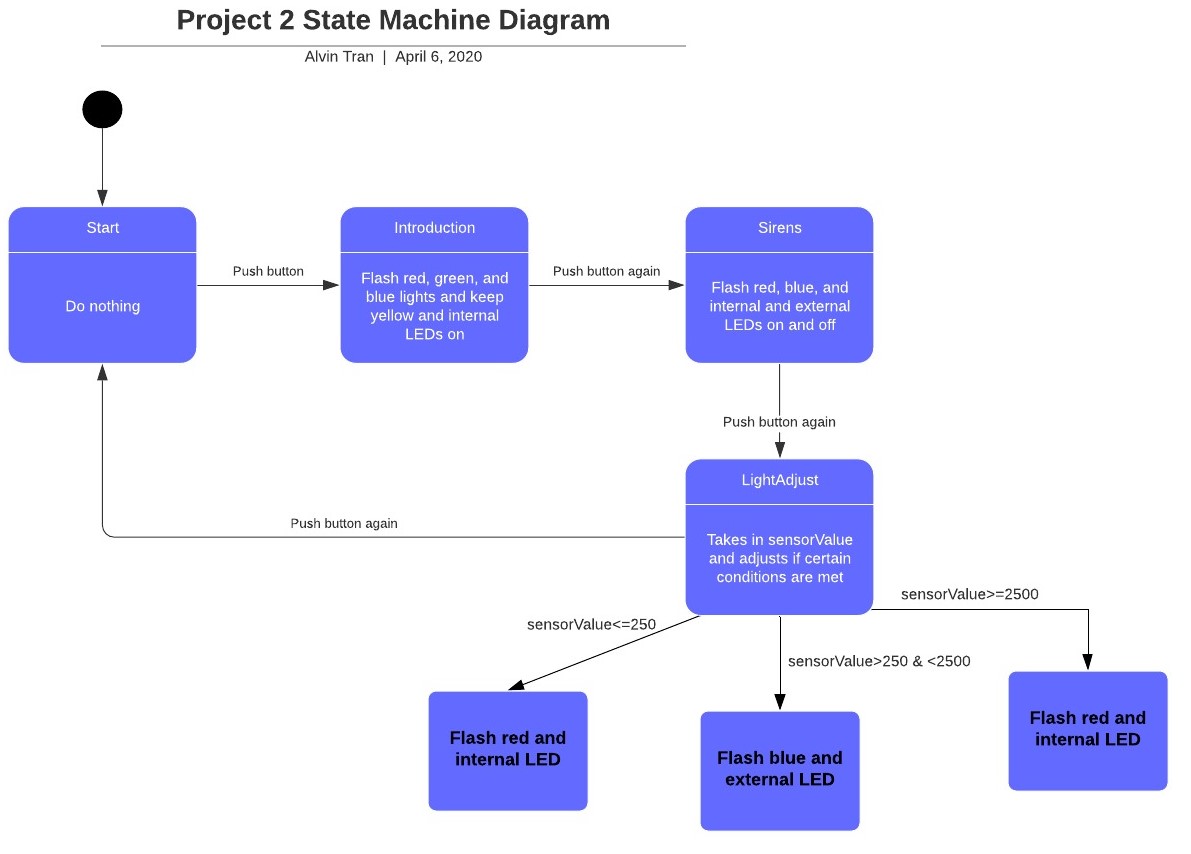 Project 2 State Machine Diagram
Alvin Tran | April 6, 2020
Start
Do nothing
Push button
Introduction
Flash red, green, and
blue lights and keep
yellow and internal
LEDs on
Push button again
Sirens
Flash red, blue, and
internal and external
LEDs on and off
Push button again
LightAdjust
Takes in sensorValue
and adjusts if certain
conditions are met
Push button again
sensorValue<=250
sensorValue>250 & <2500
sensorValue>=2500
Flash red and
internal LED
Flash blue and
external LED
Flash red and
internal LED